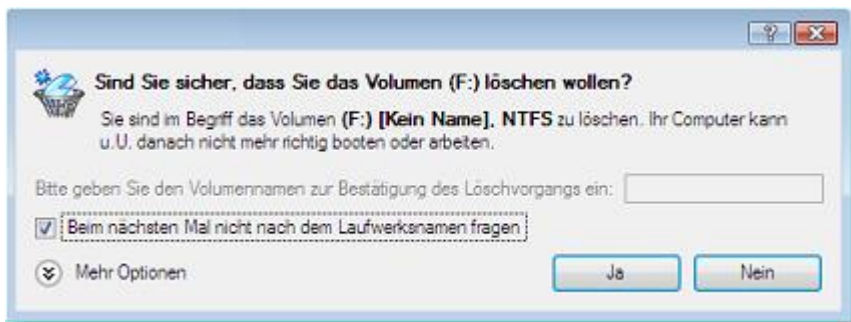 Sind Sie sicher, dass Sie das Volumen (F:) löschen wollen?
Sie sind im Begriff das Volumen (F:) [Kein Name], NTFS zu löschen. Ihr Computer kann
u.U. danach nicht mehr richtig booten oder arbeiten.
Bitte geben Sie den Volumennamen zur Bestätigung des Löschvorgangs ein:
Beim nächsten Mal nicht nach dem Laufwerksnamen fragen
Mehr Optionen
Ja
Nein